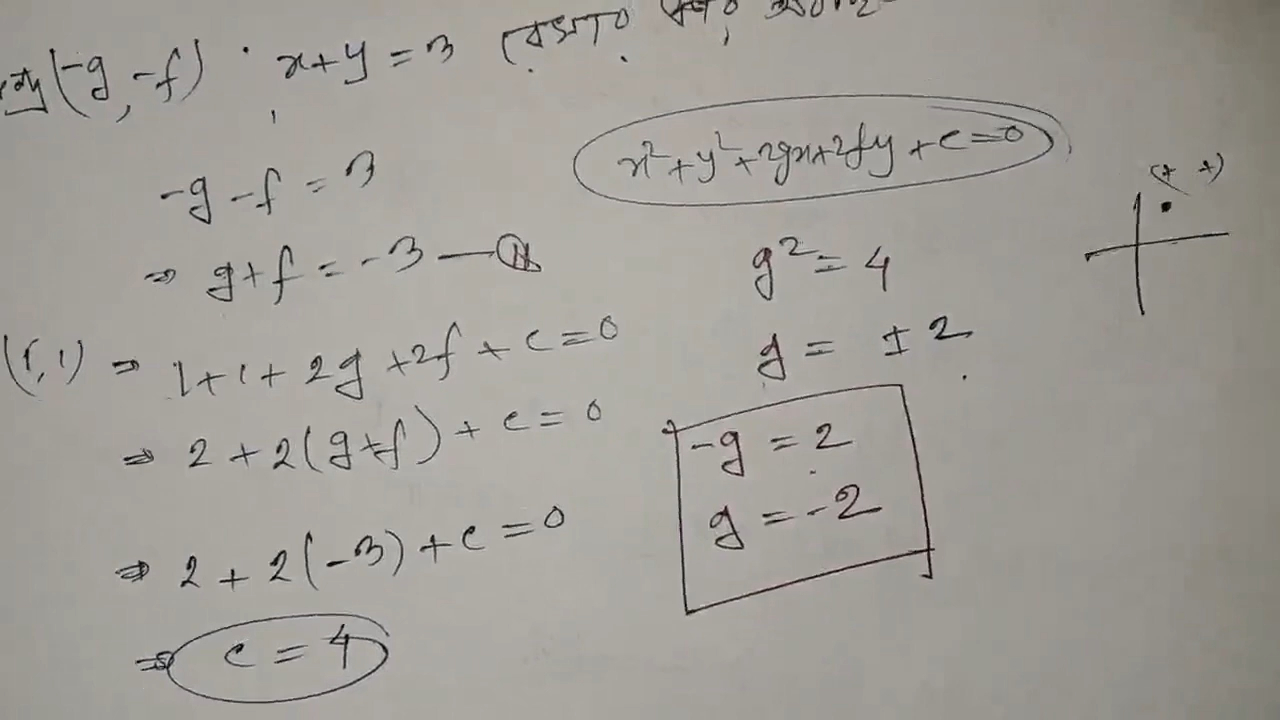 (-g, -f) x+y = 3
x²+y²+2gx+2fy+c=0
(+ +)
-g -f = 3
⇒ g+f = -3 —
g² = 4
(1,1) ⇒ 1+1+2g+2f+c=0
g = ±2
⇒ 2+2(g+f)+c=0
-g = 2
g = -2
⇒ 2+2(-3)+c=0
⇒ c=4